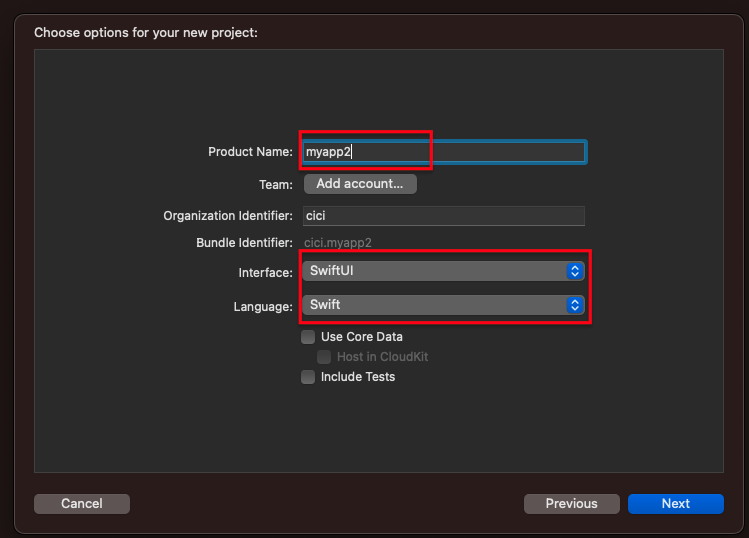 Choose options for your new project:
Product Name: myapp2
Team: Add account...
Organization Identifier: cici
Bundle Identifier: cici.myapp2
Interface: SwiftUI
Language: Swift
Use Core Data
Host in CloudKit
Include Tests
Cancel Previous Next